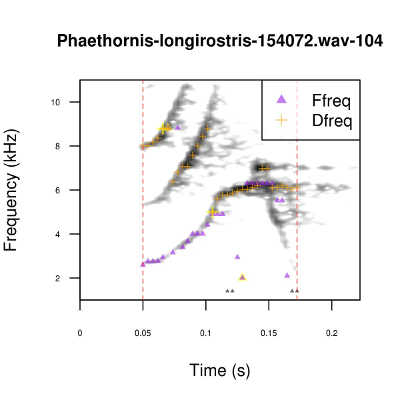 Phaethornis-longirostris-154072.wav-104
Ffreq
Dfreq
Frequency (kHz)
10
8
6
4
2
0
0.05
0.1
0.15
0.2
Time (s)